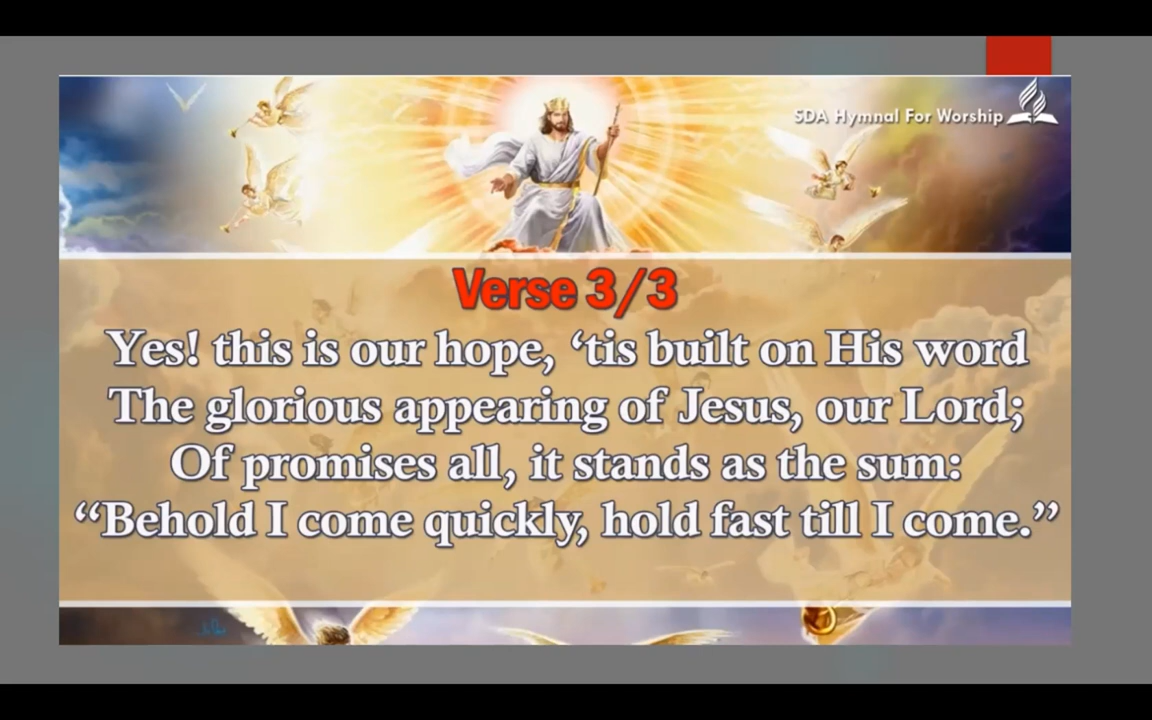 SDA Hymnal For Worship
Verse 3/3
Yes! this is our hope, ‘tis built on His word
The glorious appearing of Jesus, our Lord;
Of promises all, it stands as the sum:
“Behold I come quickly, hold fast till I come.”